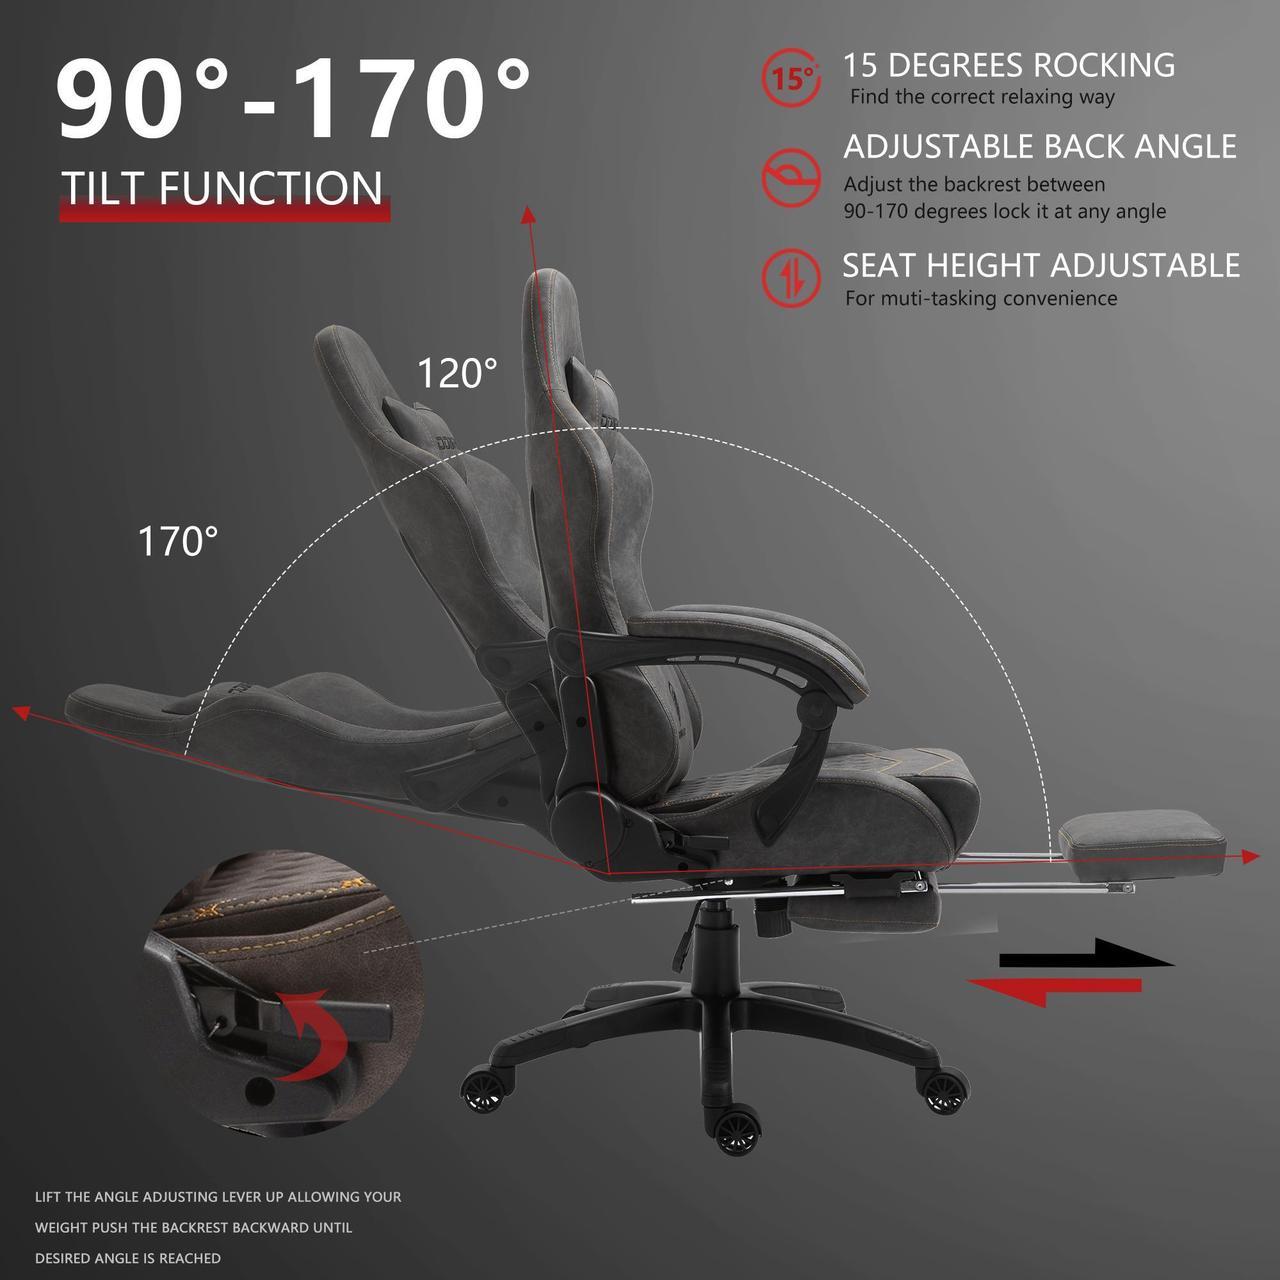 90°-170°
TILT FUNCTION
15°
15 DEGREES ROCKING
Find the correct relaxing way
ADJUSTABLE BACK ANGLE
Adjust the backrest between
90-170 degrees lock it at any angle
SEAT HEIGHT ADJUSTABLE
For muti-tasking convenience
120°
170°
LIFT THE ANGLE ADJUSTING LEVER UP ALLOWING YOUR
WEIGHT PUSH THE BACKREST BACKWARD UNTIL
DESIRED ANGLE IS REACHED